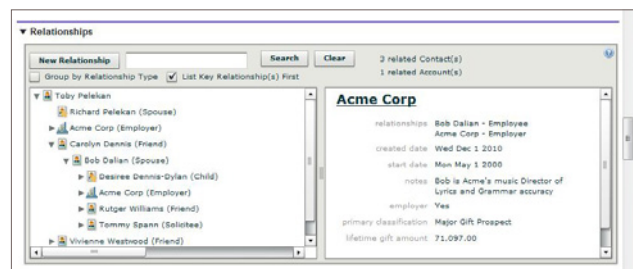 Relationships
New Relationship
Search
Clear
3 related Contact(s)
1 related Account(s)
Group by Relationship Type
List Key Relationship(s) First
Toby Pelekan
Richard Pelekan (Spouse)
Acme Corp (Employer)
Carolyn Dennis (Friend)
Bob Dalian (Spouse)
Desiree Dennis-Dylan (Child)
Acme Corp (Employer)
Rutger Williams (Friend)
Tommy Spann (Solicitee)
Vivienne Westwood (Friend)
Acme Corp
relationships Bob Dalian - Employee
Acme Corp - Employer
created date Wed Dec 1 2010
start date Mon May 1 2000
notes Bob is Acme's music Director of
Lyrics and Grammar accuracy
employer Yes
primary classification Major Gift Prospect
lifetime gift amount 71,097.00